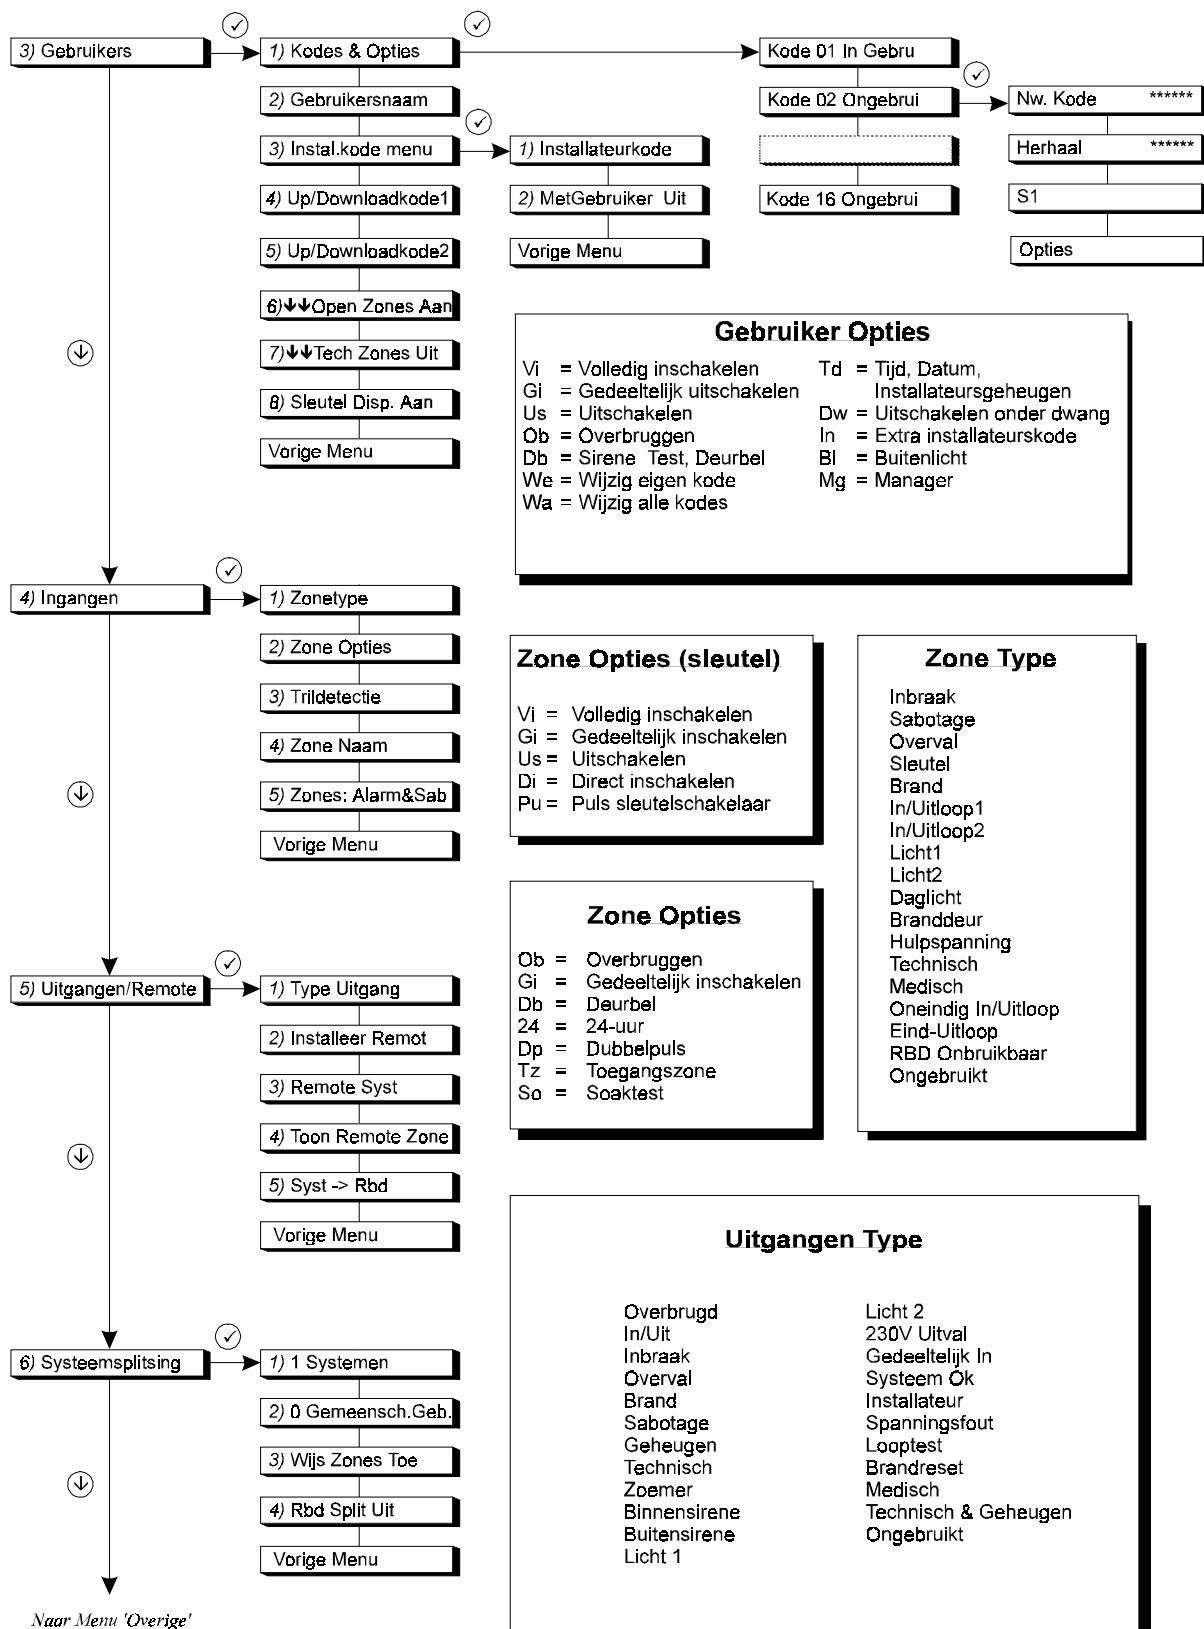 3) Gebruikers
1) Kodes & Opties
2) Gebruikersnaam
3) Instal.kode menu
4) Up/Downloadkode1
5) Up/Downloadkode2
6)↓↓Open Zones Aan
7)↓↓Tech Zones Uit
8) Sleutel Disp. Aan
Vorige Menu
1) Installateurkode
2) MetGebruiker Uit
Vorige Menu
Kode 01 In Gebru
Kode 02 Ongebrui
Kode 16 Ongebrui
Nw. Kode ******
Herhaal ******
S1
Opties
Gebruiker Opties
Vi = Volledig inschakelen
Gi = Gedeeltelijk uitschakelen
Us = Uitschakelen
Ob = Overbruggen
Db = Sirene Test, Deurbel
We = Wijzig eigen kode
Wa = Wijzig alle kodes
Td = Tijd, Datum,
Installateursgeheugen
Dw = Uitschakelen onder dwang
In = Extra installateurskode
Bl = Buitenlicht
Mg = Manager
4) Ingangen
1) Zonetype
2) Zone Opties
3) Trildetectie
4) Zone Naam
5) Zones: Alarm&Sab
Vorige Menu
Zone Opties (sleutel)
Vi = Volledig inschakelen
Gi = Gedeeltelijk inschakelen
Us = Uitschakelen
Di = Direct inschakelen
Pu = Puls sleutelschakelaar
Zone Type
Inbraak
Sabotage
Overval
Sleutel
Brand
In/Uitloop1
In/Uitloop2
Licht1
Licht2
Daglicht
Branddeur
Hulpspanning
Technisch
Medisch
Oneindig In/Uitloop
Eind-Uitloop
RBD Onbruikbaar
Ongebruikt
Zone Opties
Ob = Overbruggen
Gi = Gedeeltelijk inschakelen
Db = Deurbel
24 = 24-uur
Dp = Dubbelpuls
Tz = Toegangszone
So = Soaktest
5) Uitgangen/Remote
1) Type Uitgang
2) Installeer Remot
3) Remote Syst
4) Toon Remote Zone
5) Syst -> Rbd
Vorige Menu
Uitgangen Type
Overbrugd
In/Uit
Inbraak
Overval
Brand
Sabotage
Geheugen
Technisch
Zoemer
Binnensirene
Buitensirene
Licht 1
Licht 2
230V Uitval
Gedeeltelijk In
Systeem Ok
Installateur
Spanningsfout
Looptest
Brandreset
Medisch
Technisch & Geheugen
Ongebruikt
6) Systeemsplitsing
1) 1 Systemen
2) 0 Gemeensch.Geb.
3) Wijs Zones Toe
4) Rbd Split Uit
Vorige Menu
Naar Menu 'Overige'